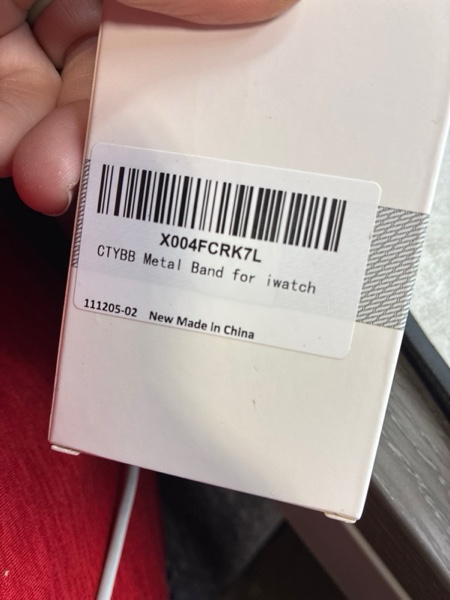 X004FCRK7L
CTYBB Metal Band for iwatch
111205-02 New Made In China